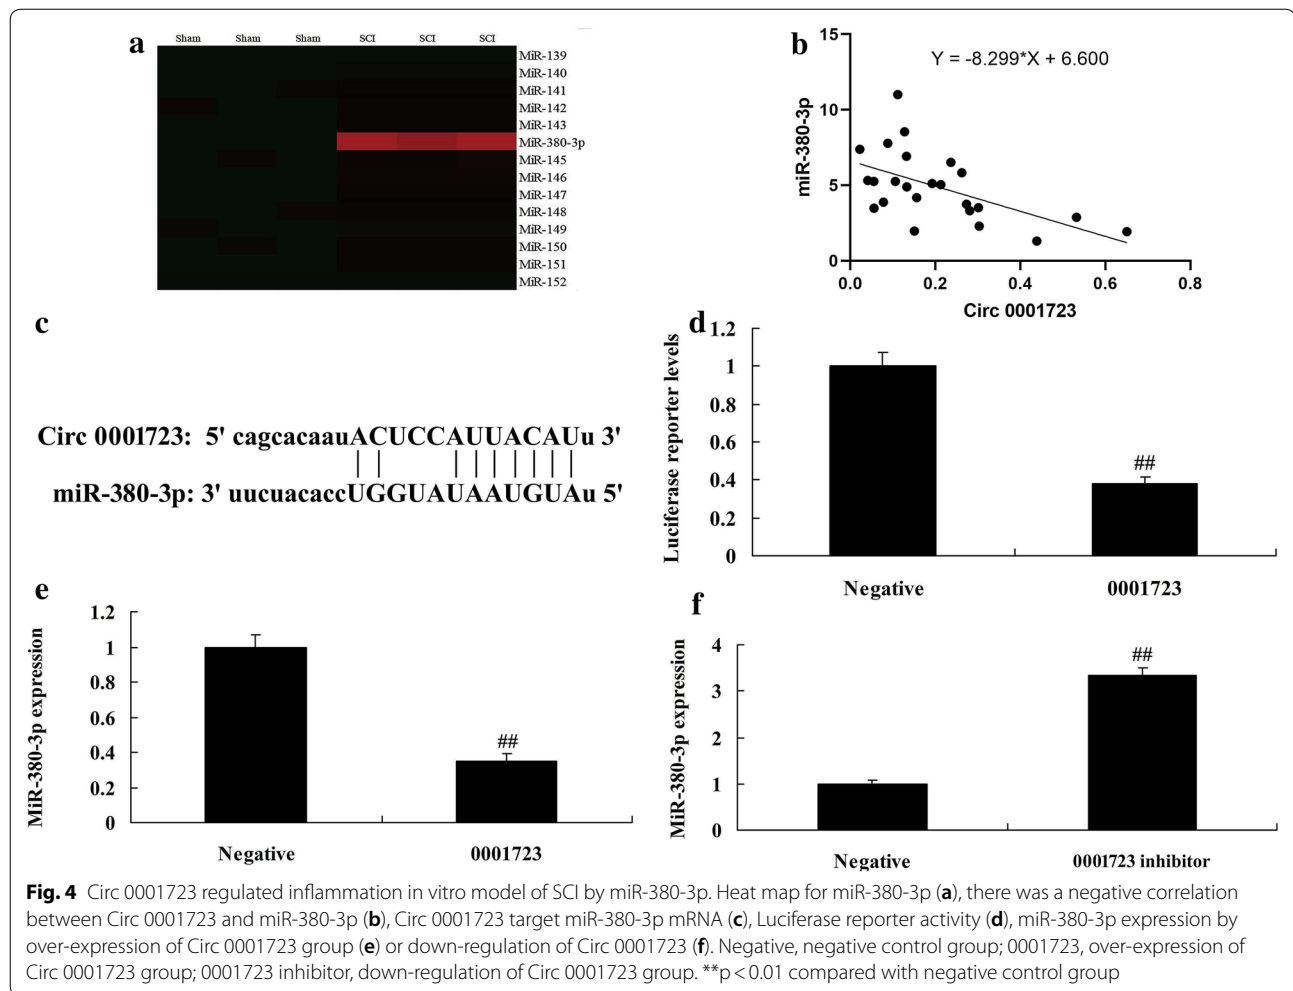 a
Sham Sham Sham SCI SCI SCI
MiR-139
MiR-140
MiR-141
MiR-142
MiR-143
MiR-380-3p
MiR-145
MiR-146
MiR-147
MiR-148
MiR-149
MiR-150
MiR-151
MiR-152
b
Y = -8.299*X + 6.600
miR-380-3p
15
10
5
0
0.0 0.2 0.4 0.6 0.8
Circ 0001723
c
Circ 0001723: 5' cagcacaauACUCCAUUACAUu 3'
miR-380-3p: 3' uucuacaccUGGUAUAAUGUAu 5'
d
Luciferase reporter levels
1.2
1
0.8
0.6
0.4
0.2
0
##
Negative 0001723
e
MiR-380-3p expression
1.2
1
0.8
0.6
0.4
0.2
0
##
Negative 0001723
f
MiR-380-3p expression
4
3
2
1
0
##
Negative 0001723 inhibitor
Fig. 4 Circ 0001723 regulated inflammation in vitro model of SCI by miR-380-3p. Heat map for miR-380-3p (a), there was a negative correlation
between Circ 0001723 and miR-380-3p (b), Circ 0001723 target miR-380-3p mRNA (c), Luciferase reporter activity (d), miR-380-3p expression by
over-expression of Circ 0001723 group (e) or down-regulation of Circ 0001723 (f). Negative, negative control group; 0001723, over-expression of
Circ 0001723 group; 0001723 inhibitor, down-regulation of Circ 0001723 group. **p < 0.01 compared with negative control group